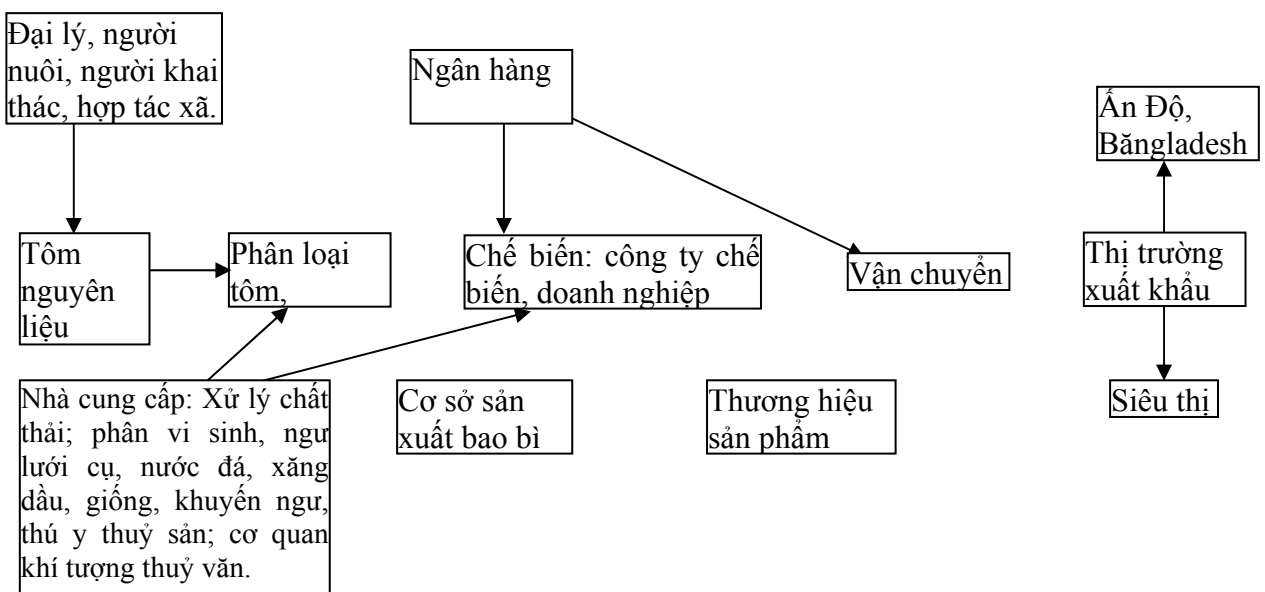 Đại lý, người
nuôi, người khai
thác, hợp tác xã.
Ngân hàng
Ấn Độ,
Băngladesh
Tôm
nguyên
liệu
Phân loại
tôm,
Chế biến: công ty chế
biến, doanh nghiệp
Vận chuyển
Thị trường
xuất khẩu
Nhà cung cấp: Xử lý chất
thải; phân vi sinh, ngư
lưới cụ, nước đá, xăng
dầu, giống, khuyến ngư,
thú y thuỷ sản; cơ quan
khí tượng thuỷ văn.
Cơ sở sản
xuất bao bì
Thương hiệu
sản phẩm
Siêu thị